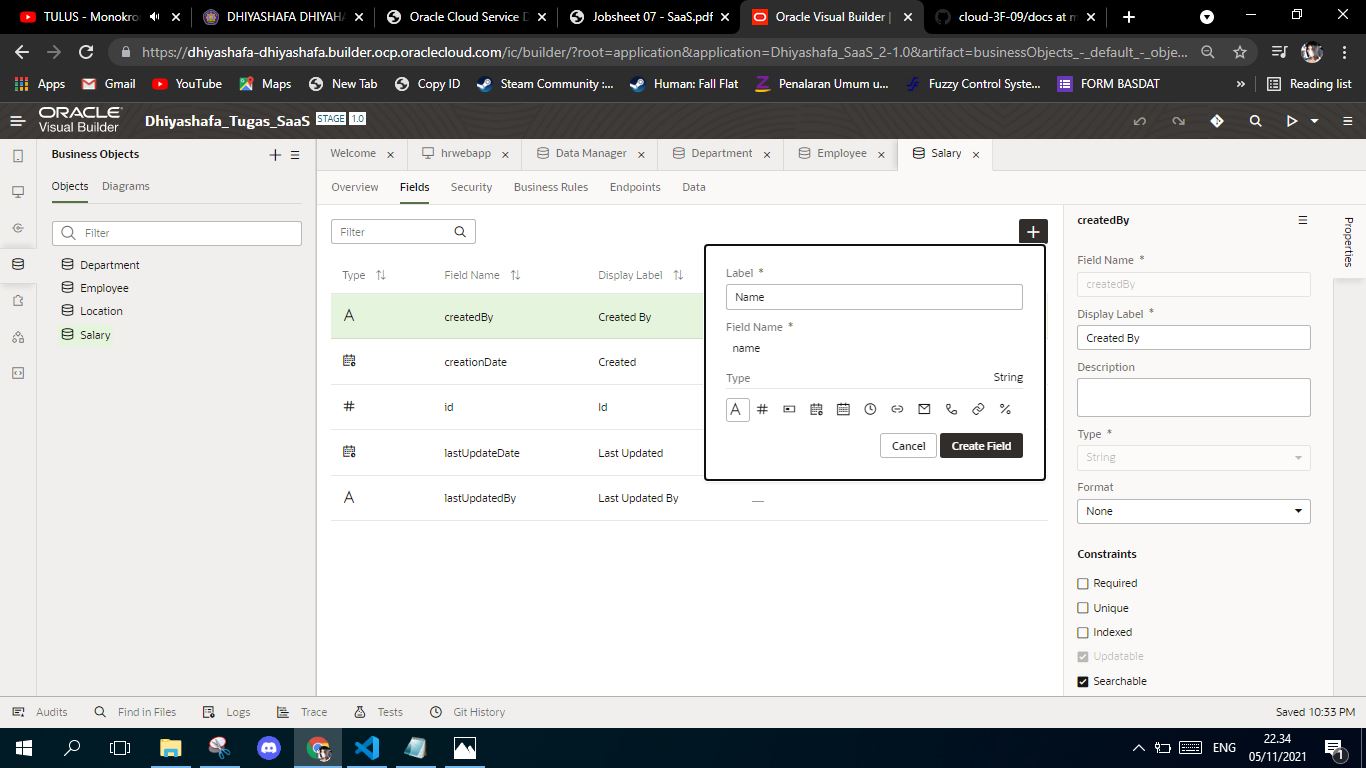 TULUS - Monokro
DHIYASHAFA DHIYAHA
Oracle Cloud Service D
Jobsheet 07 - SaaS.pdf
Oracle Visual Builder |
cloud-3F-09/docs at m
https://dhiyashafa-dhiyashafa.builder.ocp.oraclecloud.com/ic/builder/?root=application&application=Dhiyashafa_SaaS_2-1.0&artifact=businessObjects_-_default_-_obje...
Apps
Gmail
YouTube
Maps
New Tab
Copy ID
Steam Community :...
Human: Fall Flat
Penalaran Umum u...
Fuzzy Control Syste...
FORM BASDAT
»
Reading list
ORACLE
Visual Builder
Dhiyashafa_Tugas_SaaS STAGE 1.0
Business Objects
Welcome
hrwebapp
Data Manager
Department
Employee
Salary
Objects
Diagrams
Overview
Fields
Security
Business Rules
Endpoints
Data
Filter
Department
Employee
Location
Salary
Filter
Type
Field Name
Display Label
A
createdBy
Created By
creationDate
Created
#
id
Id
lastUpdateDate
Last Updated
A
lastUpdatedBy
Last Updated By
Label *
Name
Field Name *
name
Type
String
A # %
Cancel
Create Field
createdBy
Properties
Field Name *
createdBy
Display Label *
Created By
Description
Type *
String
Format
None
Constraints
Required
Unique
Indexed
Updatable
Searchable
Audits
Find in Files
Logs
Trace
Tests
Git History
Saved 10:33 PM
ENG
22.34
05/11/2021
1